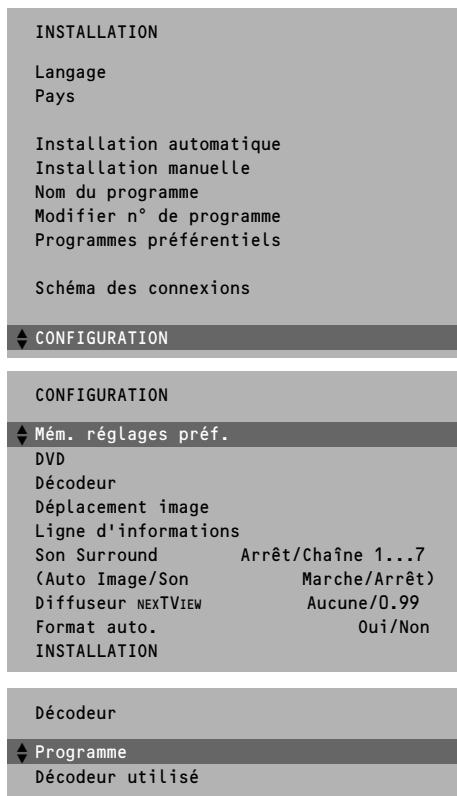 INSTALLATION
Langage
Pays
Installation automatique
Installation manuelle
Nom du programme
Modifier n° de programme
Programmes préférentiels
Schéma des connexions
CONFIGURATION
CONFIGURATION
Mém. réglages préf.
DVD
Décodeur
Déplacement image
Ligne d'informations
Son Surround Arrêt/Chaîne 1...7
(Auto Image/Son Marche/Arrêt)
Diffuseur NEXTVIEW Aucune/0.99
Format auto. Oui/Non
INSTALLATION
Décodeur
Programme
Décodeur utilisé